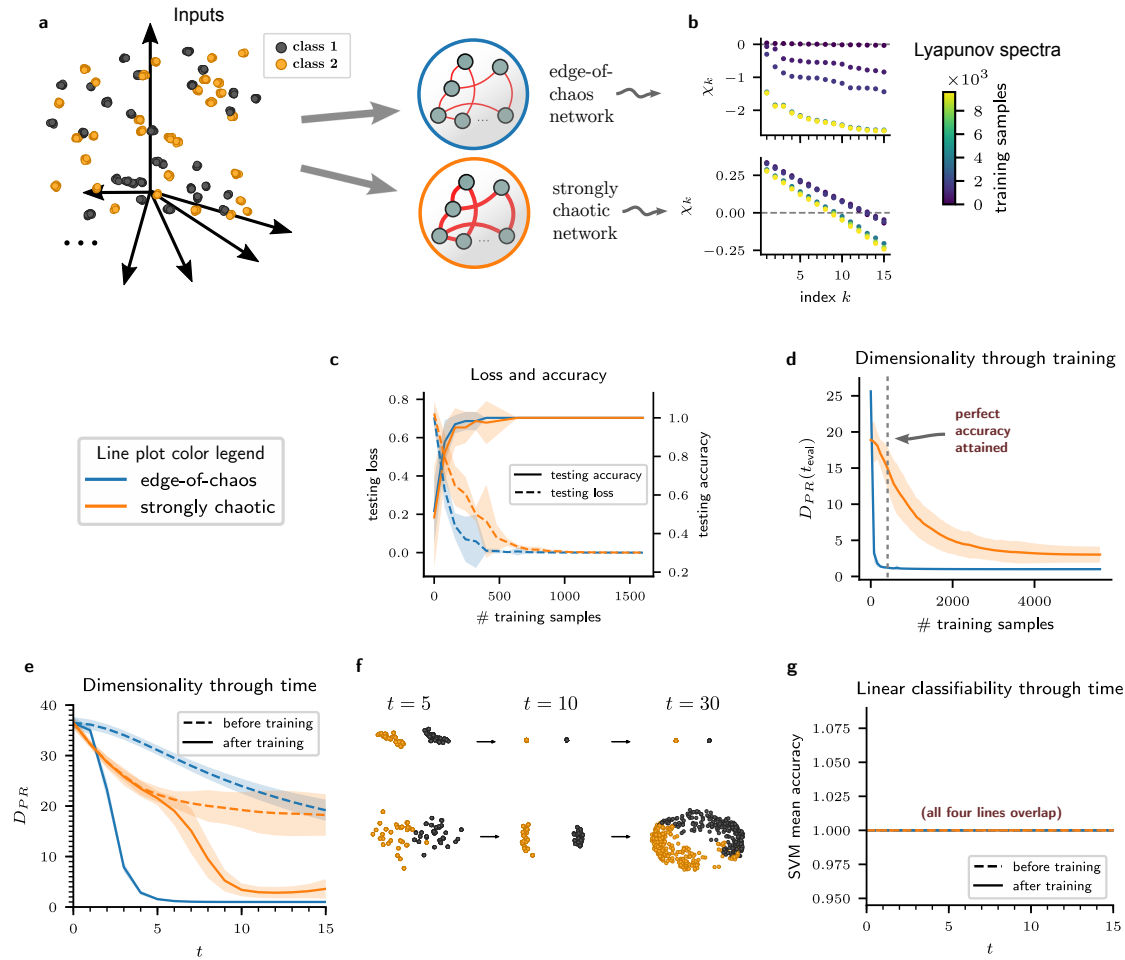 a
Inputs
class 1
class 2
edge-of-
chaos
network
strongly
chaotic
network
...
...
b
Lyapunov spectra
χk
0
−1
−2
χk
0.25
0.00
−0.25
5
10
15
index k
×10³
8
6
4
2
0
training samples
Line plot color legend
edge-of-chaos
strongly chaotic
c
Loss and accuracy
testing loss
0.8
0.6
0.4
0.2
0.0
testing accuracy
testing loss
1.0
0.8
0.6
0.4
0.2
testing accuracy
0
500
1000
1500
# training samples
d
Dimensionality through training
DPR(teval)
25
20
15
10
5
0
perfect
accuracy
attained
0
2000
4000
# training samples
e
Dimensionality through time
DPR
40
30
20
10
0
before training
after training
0
5
10
15
t
f
t = 5
t = 10
t = 30
g
Linear classifiability through time
SVM mean accuracy
1.075
1.050
1.025
1.000
0.975
0.950
(all four lines overlap)
before training
after training
0
5
10
15
t